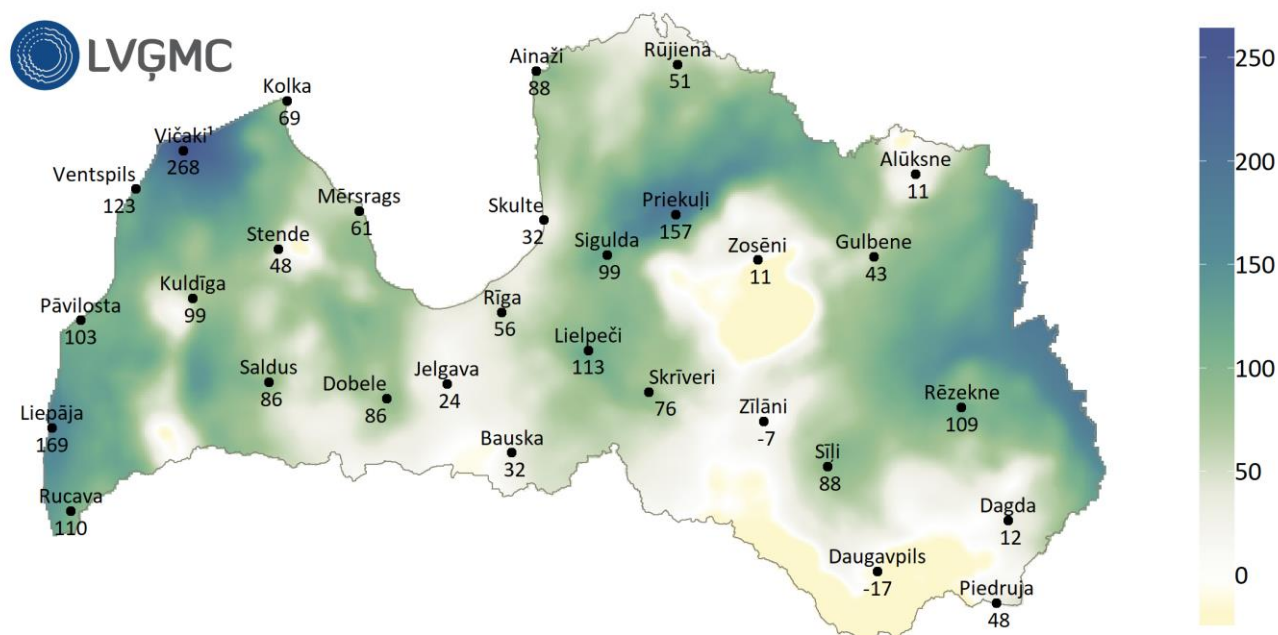 LVĢMC
Ainaži
88
Rūjiena
51
Kolka
69
Vičaki¹
268
Ventspils
123
Mērsrags
61
Alūksne
11
Skulte
32
Priekuļi
157
Stende
48
Sigulda
99
Zosēni
11
Gulbene
43
Kuldīga
99
Pāvilosta
103
Rīga
56
Lielpeči
113
Saldus
86
Dobele
86
Jelgava
24
Skrīveri
76
Rēzekne
109
Liepāja
169
Zīlāni
-7
Bauska
32
Sīļi
88
Rucava
110
Dagda
12
Daugavpils
-17
Piedruja
48
250
200
150
100
50
0